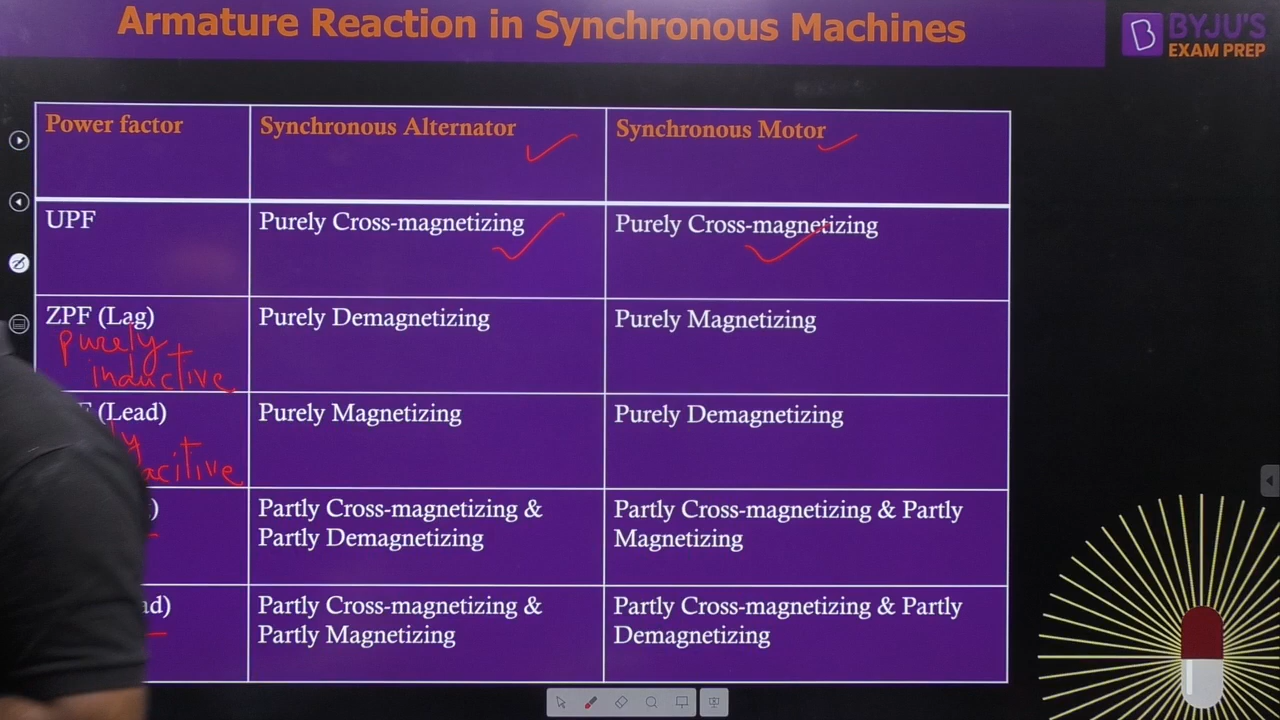 Armature Reaction in Synchronous Machines
BYJU'S
EXAM PREP
Power factor
Synchronous Alternator
Synchronous Motor
UPF
Purely Cross-magnetizing
Purely Cross-magnetizing
ZPF (Lag)
purely
inductive
Purely Demagnetizing
Purely Magnetizing
(Lead)
Purely Magnetizing
Purely Demagnetizing
Partly Cross-magnetizing &
Partly Demagnetizing
Partly Cross-magnetizing & Partly
Magnetizing
Partly Cross-magnetizing &
Partly Magnetizing
Partly Cross-magnetizing & Partly
Demagnetizing